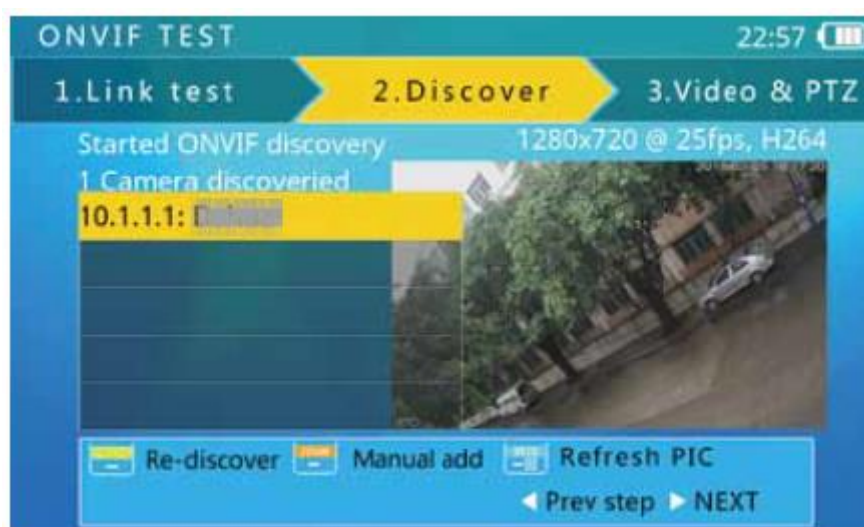 ONVIF TEST 22:57
1.Link test 2.Discover 3.Video & PTZ
Started ONVIF discovery 1280x720 @ 25fps, H264
1 Camera discoveried
10.1.1.1:
Re-discover Manual add Refresh PIC
Prev step NEXT